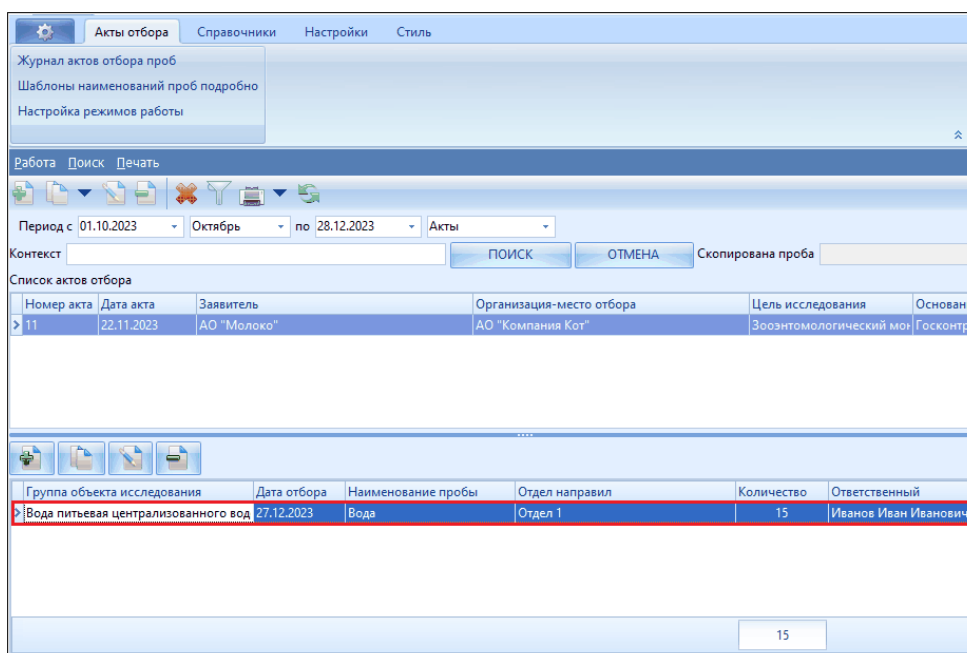 Акты отбора Справочники Настройки Стиль
Журнал актов отбора проб
Шаблоны наименований проб подробно
Настройка режимов работы
Работа Поиск Печать
Период с 01.10.2023 Октябрь по 28.12.2023 Акты
Контекст ПОИСК ОТМЕНА Скопирована проба
Список актов отбора
Номер акта Дата акта Заявитель Организация-место отбора Цель исследования Основан
11 22.11.2023 АО "Молоко" АО "Компания Кот" Зооэнтомологический мон Госконтр
Группа объекта исследования Дата отбора Наименование пробы Отдел направил Количество Ответственный
Вода питьевая централизованного вод 27.12.2023 Вода Отдел 1 15 Иванов Иван Иванович
15